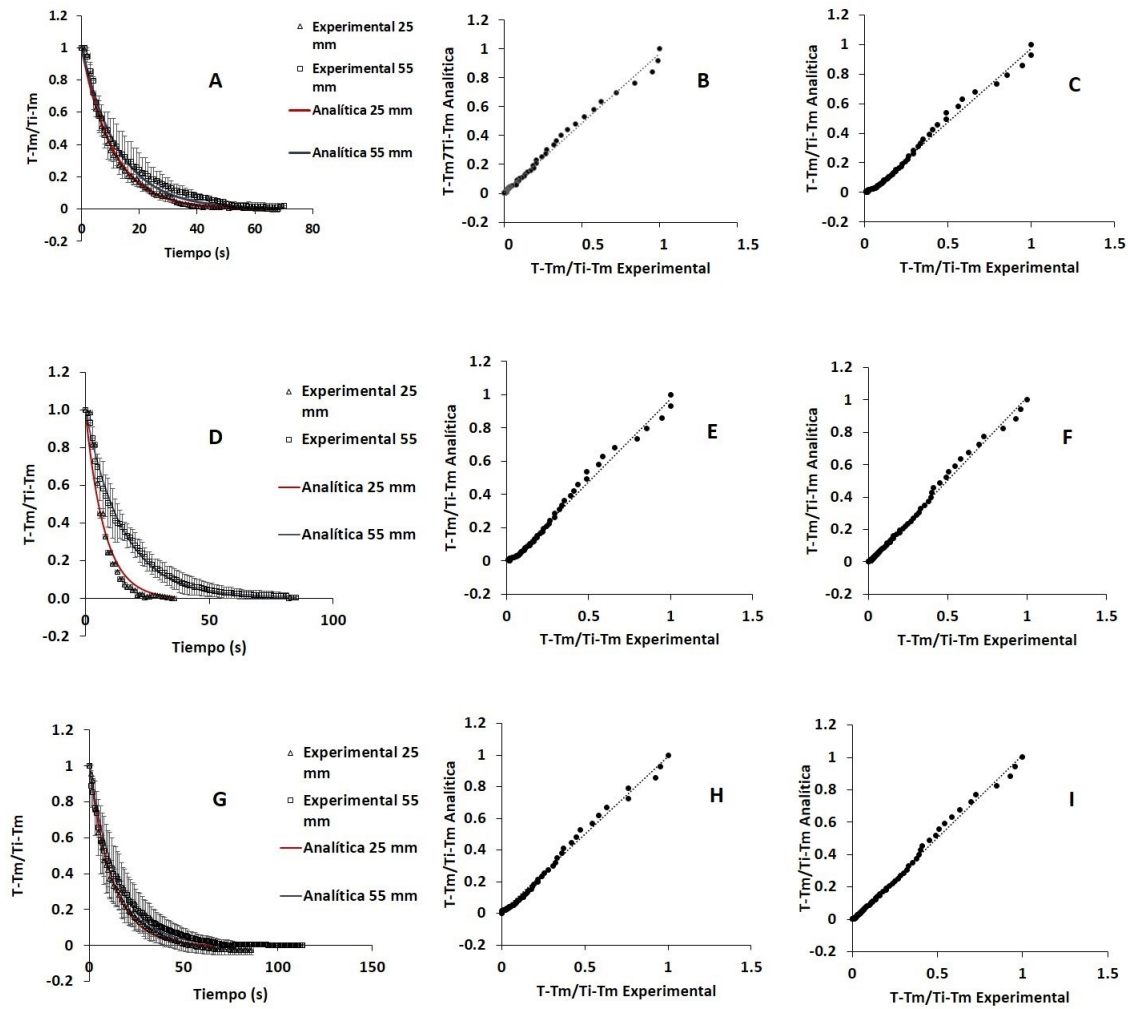 1.2
1
0.8
0.6
0.4
0.2
0
-0.2
T-Tm/Ti-Tm
0
20
40
60
80
Tiempo (s)
A
Experimental 25
mm
Experimental 55
mm
Analítica 25 mm
Analítica 55 mm
1.2
1
0.8
0.6
0.4
0.2
0
-0.2
T-Tm7Ti-Tm Analítica
B
0
0.5
1
1.5
T-Tm/Ti-Tm Experimental
1.2
1
0.8
0.6
0.4
0.2
0
-0.2
T-Tm/Ti-Tm Analítica
C
0
0.5
1
1.5
T-Tm/Ti-Tm Experimental
1.2
1.0
0.8
0.6
0.4
0.2
0.0
-0.2
T-Tm/Ti-Tm
D
0
50
100
Tiempo (s)
Experimental 25
mm
Experimental 55
Analítica 25 mm
Analítica 55 mm
1.2
1
0.8
0.6
0.4
0.2
0
-0.2
T-Tm/Ti-Tm Analítica
E
0
0.5
1
1.5
T-Tm/Ti-Tm Experimental
1.2
1
0.8
0.6
0.4
0.2
0
-0.2
T-Tm/Ti-Tm Analítica
F
0
0.5
1
1.5
T-Tm/Ti-Tm Experimental
1.2
1
0.8
0.6
0.4
0.2
0
-0.2
T-Tm/Ti-Tm
G
0
50
100
150
Tiempo (s)
Experimental 25
mm
Experimental 55
mm
Analítica 25 mm
Analítica 55 mm
1.2
1
0.8
0.6
0.4
0.2
0
-0.2
T-Tm/Ti-Tm Analítica
H
0
0.5
1
1.5
T-Tm/Ti-Tm Experimental
1.2
1
0.8
0.6
0.4
0.2
0
-0.2
T-Tm/Ti-Tm Analítica
I
0
0.5
1
1.5
T-Tm/Ti-Tm Experimental